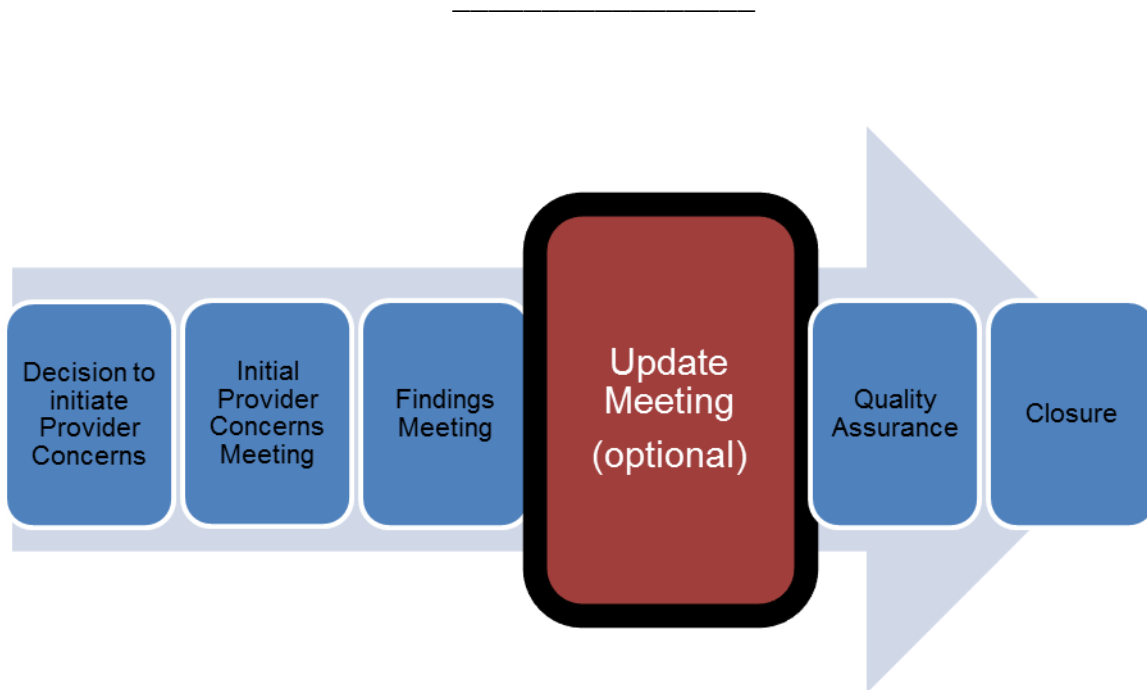 Decision to
initiate
Provider
Concerns
Initial
Provider
Concerns
Meeting
Findings
Meeting
Update
Meeting
(optional)
Quality
Assurance
Closure